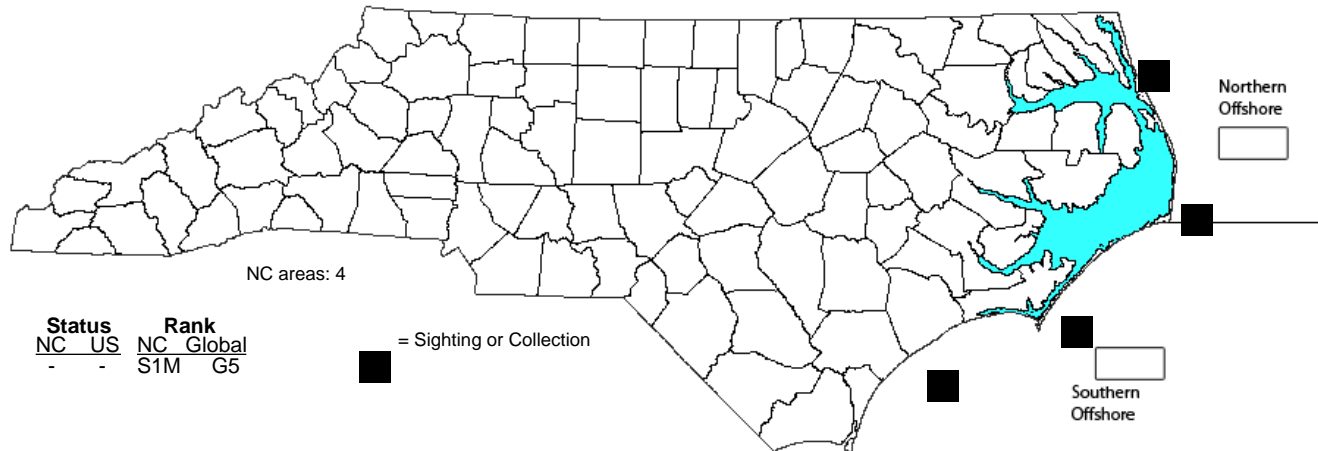 Northern
Offshore
NC areas: 4
Status Rank
NC US NC Global
- - S1M G5
= Sighting or Collection
Southern
Offshore